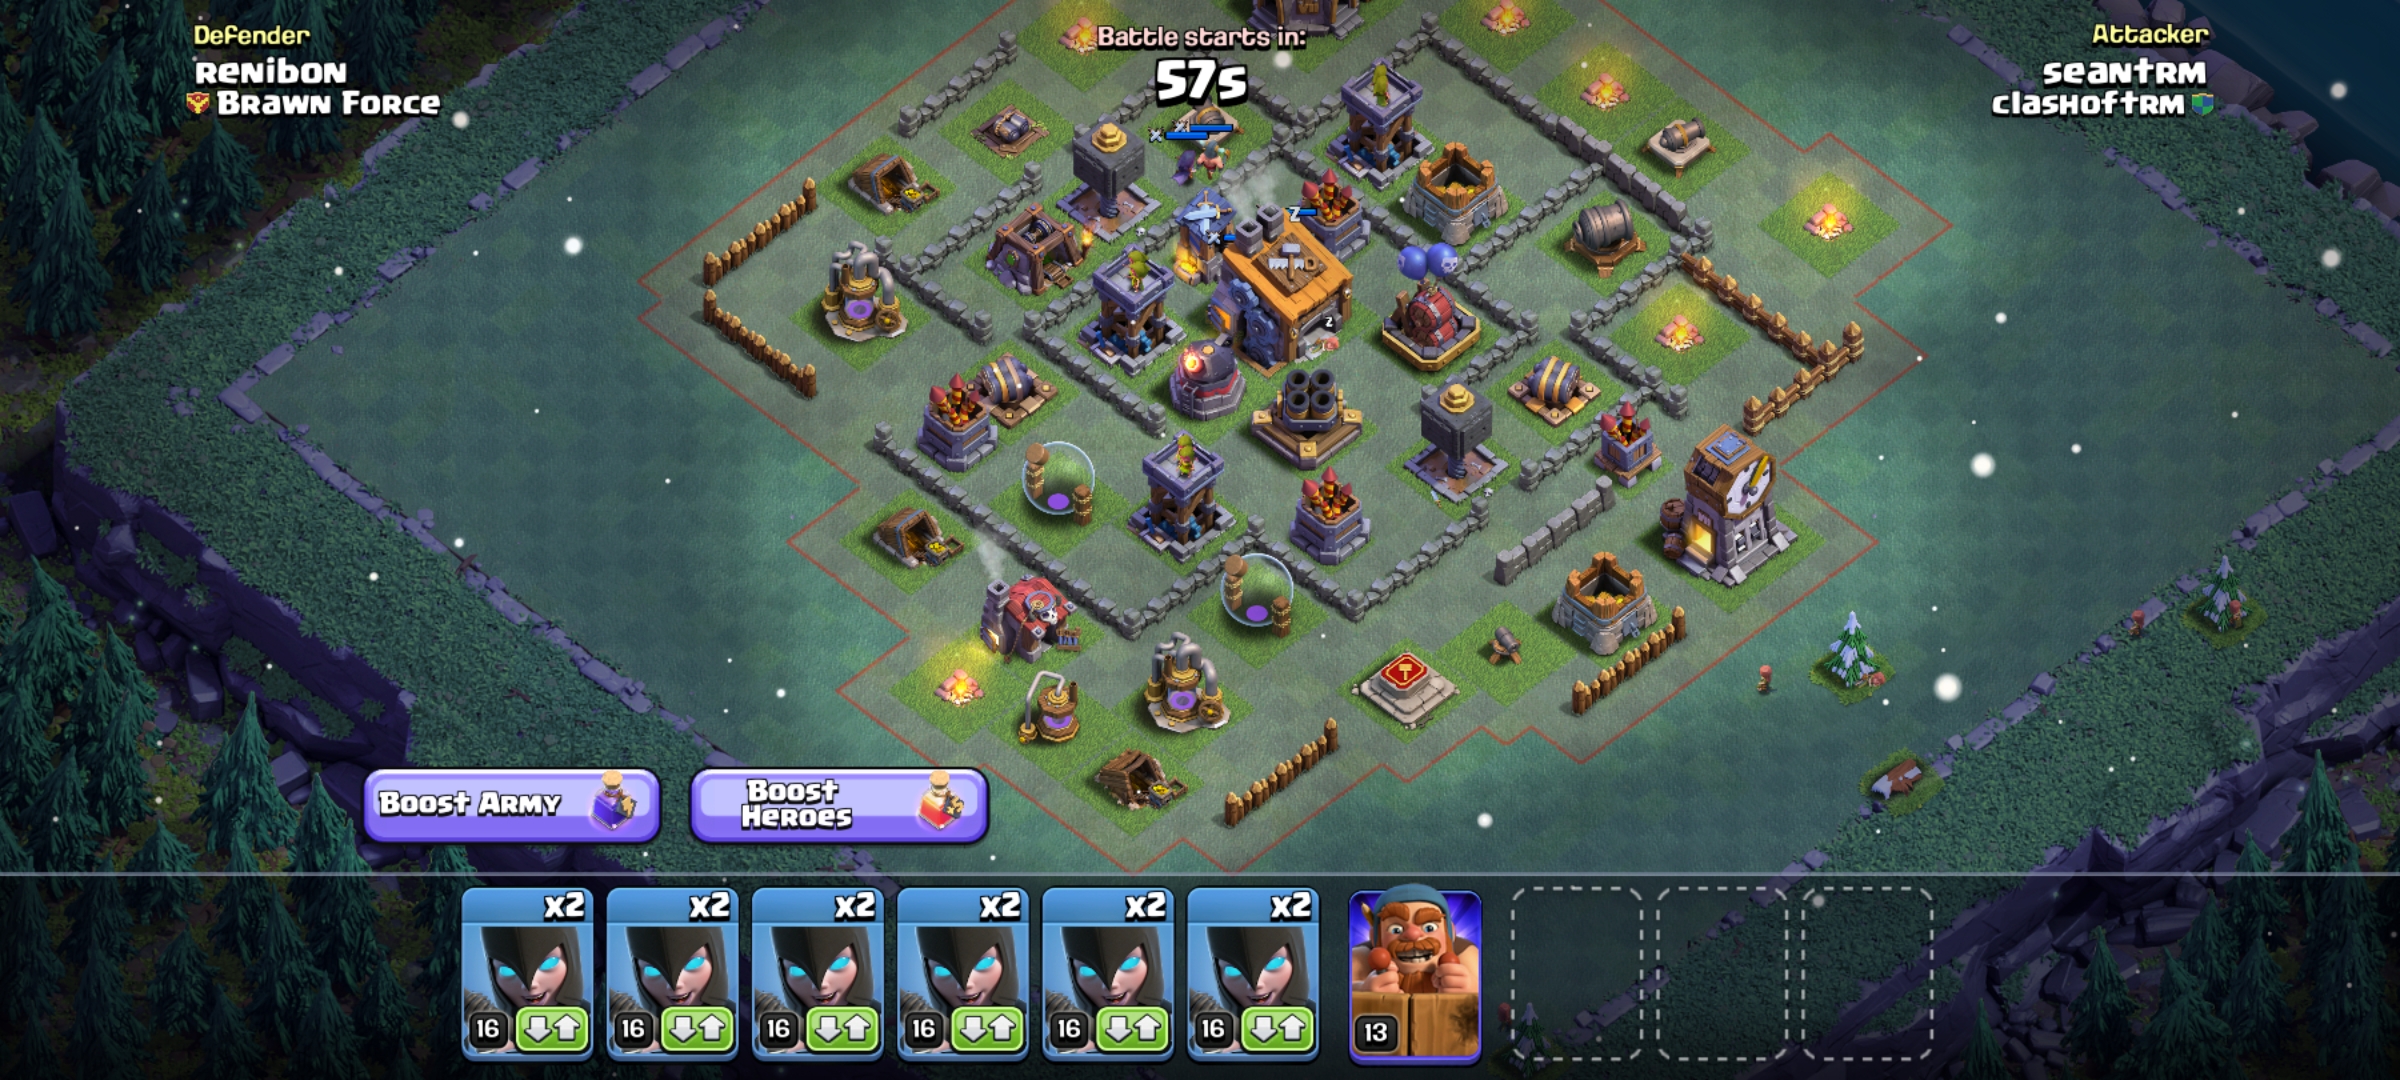 Defender
RENiBON
BRAWN FORCE
Battle starts in:
57s
Attacker
seantRM
clashoftRM
BOOST ARMY
BOOST
HEROES
x2
x2
x2
x2
x2
x2
16
16
16
16
16
16
13